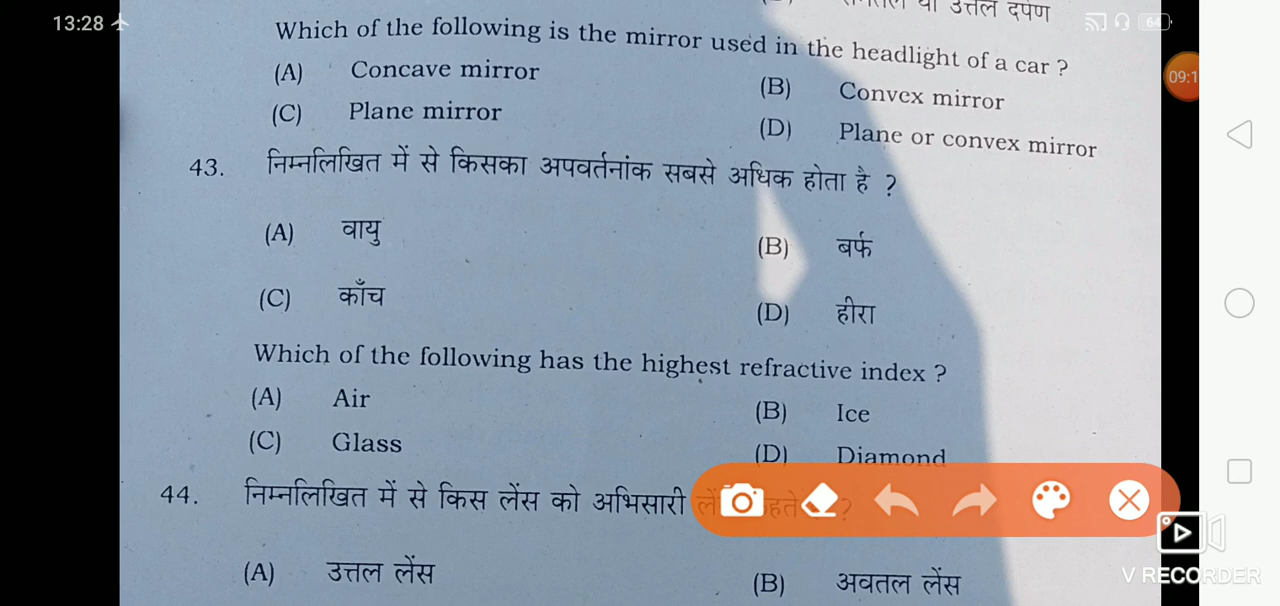 13:28
64
उत्तल दर्पण
Which of the following is the mirror used in the headlight of a car ?
(A) Concave mirror (B) Convex mirror
(C) Plane mirror (D) Plane or convex mirror
09:1
43. निम्नलिखित में से किसका अपवर्तनांक सबसे अधिक होता है ?
(A) वायु (B) बर्फ
(C) काँच (D) हीरा
Which of the following has the highest refractive index ?
(A) Air (B) Ice
(C) Glass (D) Diamond
44. निम्नलिखित में से किस लेंस को अभिसारी ?
(A) उत्तल लेंस (B) अवतल लेंस
V RECORDER